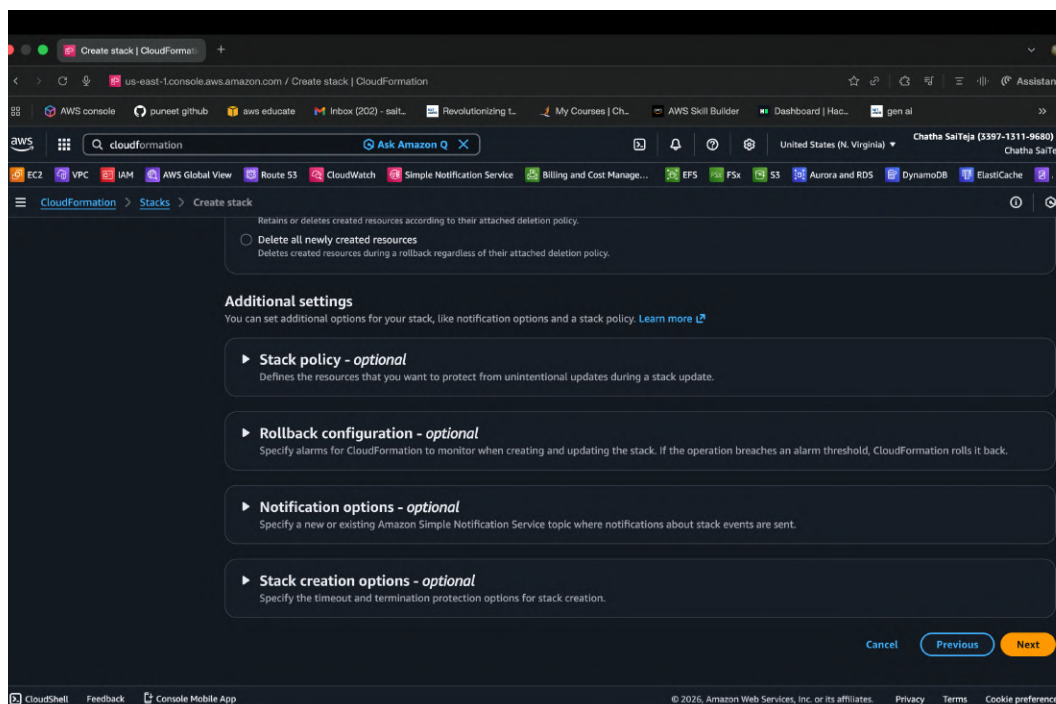 Create stack | CloudFormati
us-east-1.console.aws.amazon.com / Create stack | CloudFormation
Assistan
AWS console
puneet github
aws educate
Inbox (202) - sait...
Revolutionizing t...
My Courses | Ch...
AWS Skill Builder
Dashboard | Hac...
gen ai
aws
cloudformation
Ask Amazon Q
United States (N. Virginia)
Chatha SaiTeja (3397-1311-9680)
Chatha SaiTe
EC2
VPC
IAM
AWS Global View
Route 53
CloudWatch
Simple Notification Service
Billing and Cost Manage...
EFS
FSx
S3
Aurora and RDS
DynamoDB
ElastiCache
CloudFormation > Stacks > Create stack
Retains or deletes created resources according to their attached deletion policy.
Delete all newly created resources
Deletes created resources during a rollback regardless of their attached deletion policy.
Additional settings
You can set additional options for your stack, like notification options and a stack policy. Learn more
Stack policy - optional
Defines the resources that you want to protect from unintentional updates during a stack update.
Rollback configuration - optional
Specify alarms for CloudFormation to monitor when creating and updating the stack. If the operation breaches an alarm threshold, CloudFormation rolls it back.
Notification options - optional
Specify a new or existing Amazon Simple Notification Service topic where notifications about stack events are sent.
Stack creation options - optional
Specify the timeout and termination protection options for stack creation.
Cancel
Previous
Next
CloudShell
Feedback
Console Mobile App
© 2026, Amazon Web Services, Inc. or its affiliates.
Privacy
Terms
Cookie preference